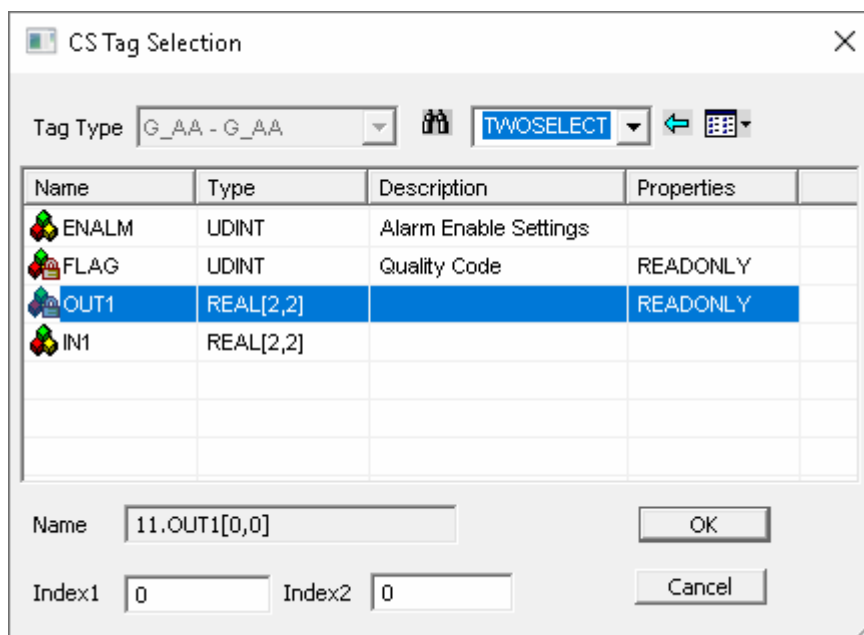 CS Tag Selection
Tag Type G_AA - G_AA TWOSELECT
Name Type Description Properties
ENALM UDINT Alarm Enable Settings
FLAG UDINT Quality Code READONLY
OUT1 REAL[2,2] READONLY
IN1 REAL[2,2]
Name 11.OUT1[0,0] OK
Index1 0 Index2 0 Cancel